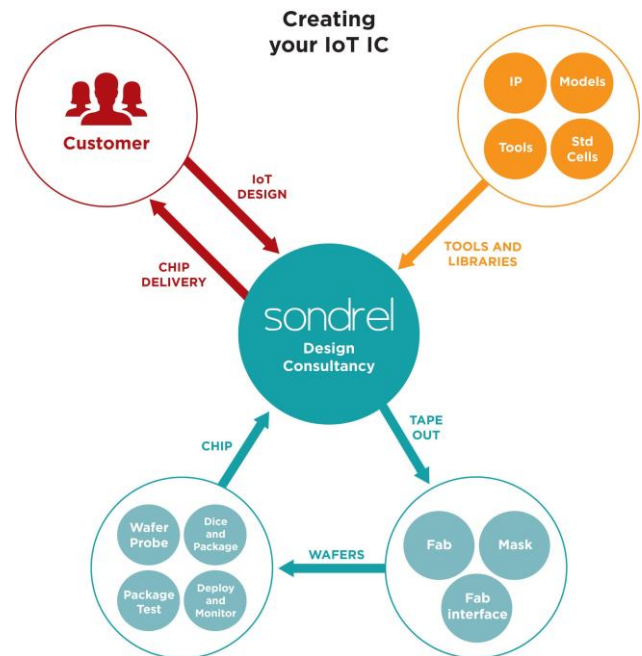 Creating
your IoT IC
Customer
IP
Models
Tools
Std
Cells
IoT
DESIGN
CHIP
DELIVERY
TOOLS AND
LIBRARIES
sondrel
Design
Consultancy
CHIP
TAPE
OUT
Wafer
Probe
Dice
and
Package
Package
Test
Deploy
and
Monitor
WAFERS
Fab
Mask
Fab
interface